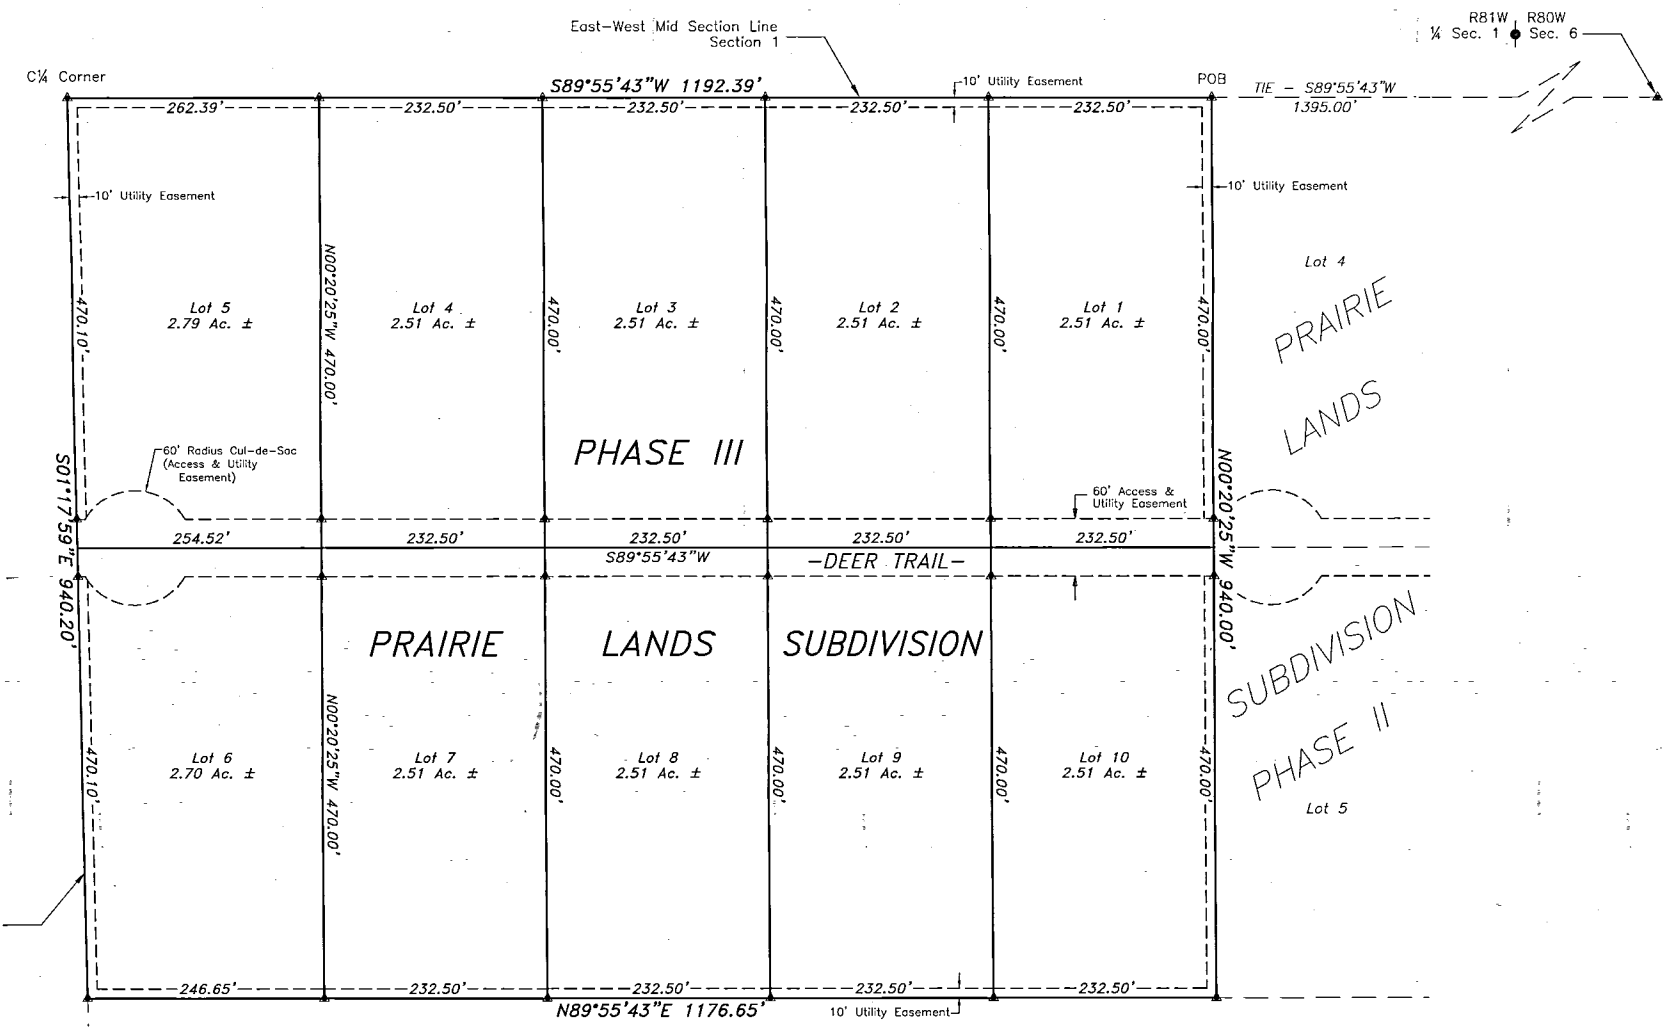 East-West Mid Section Line
Section 1
R81W R80W
¼ Sec. 1 Sec. 6
C¼ Corner
S89°55'43"W 1192.39'
10' Utility Easement
POB
TIE - S89°55'43"W
1395.00'
262.39'
232.50'
232.50'
232.50'
232.50'
10' Utility Easement
10' Utility Easement
Lot 4
PRAIRIE
LANDS
SUBDIVISION
PHASE II
Lot 5
N00°20'25"W 470.00'
470.10'
Lot 5
2.79 Ac. ±
Lot 4
2.51 Ac. ±
470.00'
Lot 3
2.51 Ac. ±
470.00'
Lot 2
2.51 Ac. ±
470.00'
Lot 1
2.51 Ac. ±
470.00'
60' Radius Cul-de-Sac
(Access & Utility
Easement)
PHASE III
60' Access &
Utility Easement
S01°17'59"E 940.20'
N00°20'25"W 940.00'
254.52'
232.50'
232.50'
232.50'
232.50'
S89°55'43"W
-DEER TRAIL-
PRAIRIE LANDS SUBDIVISION
N00°20'25"W 470.00'
470.10'
Lot 6
2.70 Ac. ±
Lot 7
2.51 Ac. ±
470.00'
Lot 8
2.51 Ac. ±
470.00'
Lot 9
2.51 Ac. ±
470.00'
Lot 10
2.51 Ac. ±
470.00'
246.65'
232.50'
232.50'
232.50'
232.50'
N89°55'43"E 1176.65'
10' Utility Easement